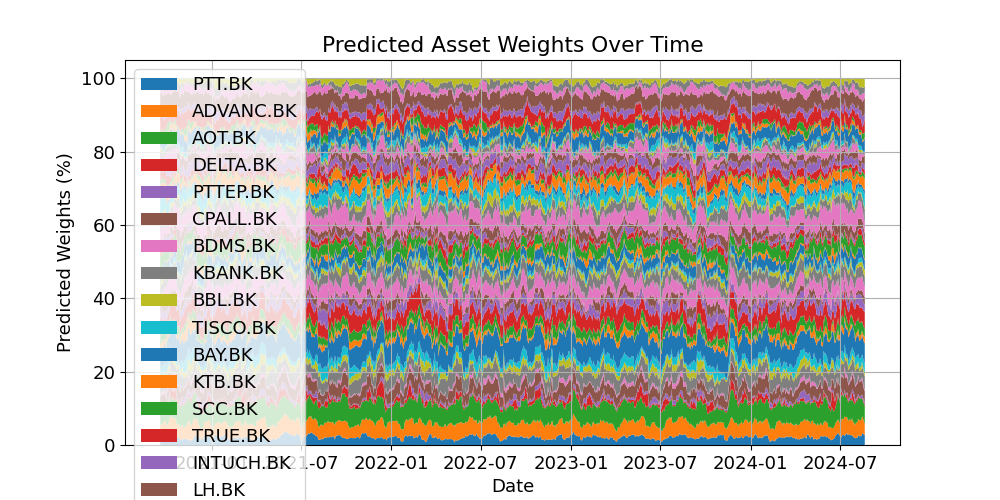 Predicted Asset Weights Over Time
Predicted Weights (%)
100
80
60
40
20
0
PTT.BK
ADVANC.BK
AOT.BK
DELTA.BK
PTTEP.BK
CPALL.BK
BDMS.BK
KBANK.BK
BBL.BK
TISCO.BK
BAY.BK
KTB.BK
SCC.BK
TRUE.BK
INTUCH.BK
LH.BK
2022-01 2022-07 2023-01 2023-07 2024-01 2024-07
Date